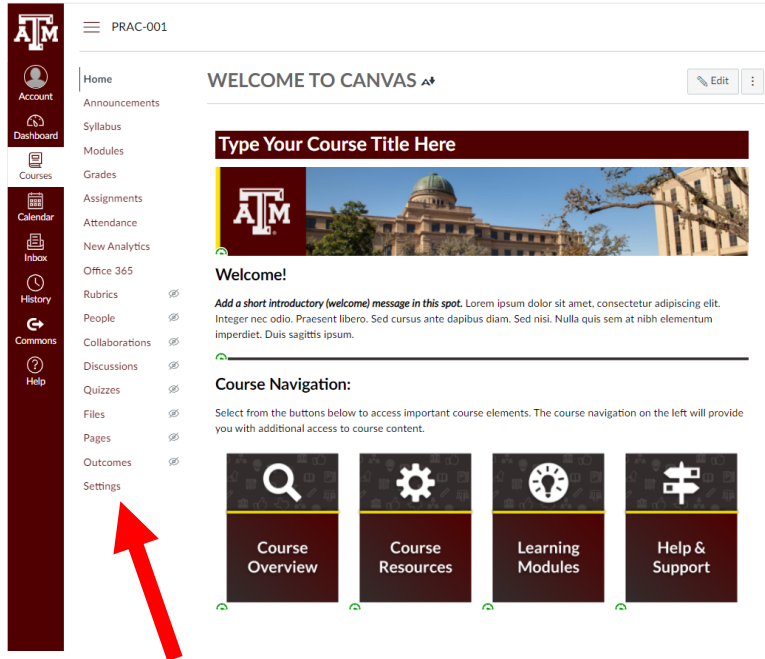 ATM
PRAC-001
Account
Dashboard
Courses
Calendar
Inbox
History
Commons
Help
Home
Announcements
Syllabus
Modules
Grades
Assignments
Attendance
New Analytics
Office 365
Rubrics
People
Collaborations
Discussions
Quizzes
Files
Pages
Outcomes
Settings
WELCOME TO CANVAS
Edit
Type Your Course Title Here
ATM
Welcome!
Add a short introductory (welcome) message in this spot. Lorem ipsum dolor sit amet, consectetur adipiscing elit.
Integer nec odio. Praesent libero. Sed cursus ante dapibus diam. Sed nisi. Nulla quis sem at nibh elementum
imperdiet. Duis sagittis ipsum.
Course Navigation:
Select from the buttons below to access important course elements. The course navigation on the left will provide
you with additional access to course content.
Course
Overview
Course
Resources
Learning
Modules
Help &
Support